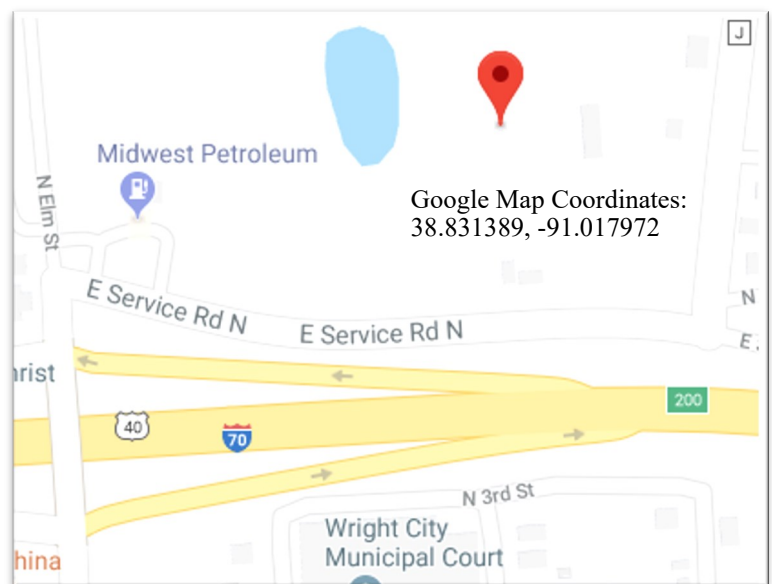 J
Midwest Petroleum
N Elm St
Google Map Coordinates:
38.831389, -91.017972
E Service Rd N
E Service Rd N
N
E
hrist
200
40
70
N 3rd St
Wright City
Municipal Court
hina